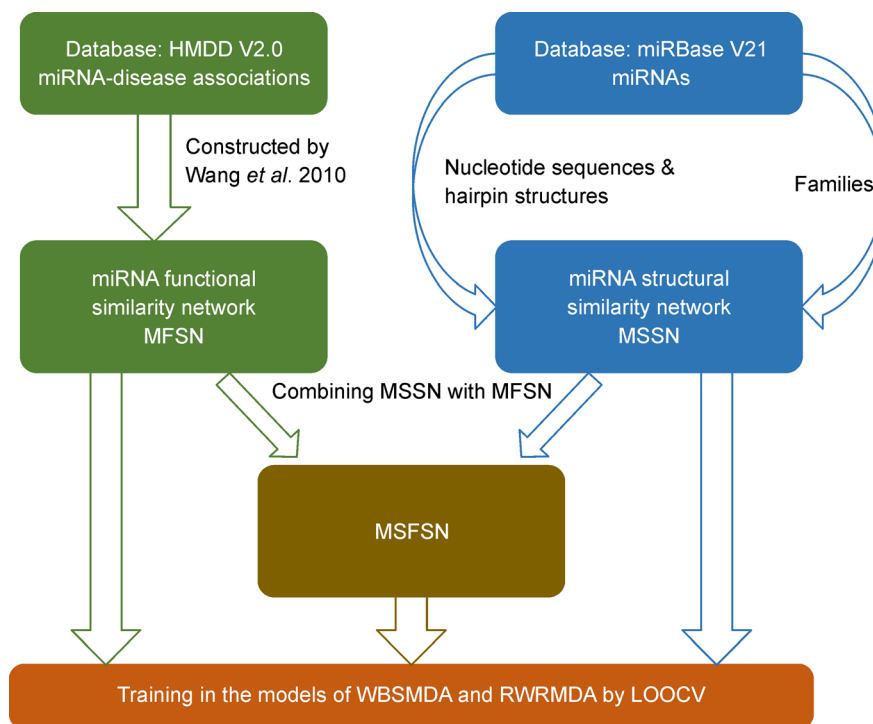 Database: HMDD V2.0
miRNA-disease associations
Database: miRBase V21
miRNAs
Constructed by
Wang et al. 2010
Nucleotide sequences &
hairpin structures
Families
miRNA functional
similarity network
MFSN
miRNA structural
similarity network
MSSN
Combining MSSN with MFSN
MSFSN
Training in the models of WBSMDA and RWRMDA by LOOCV